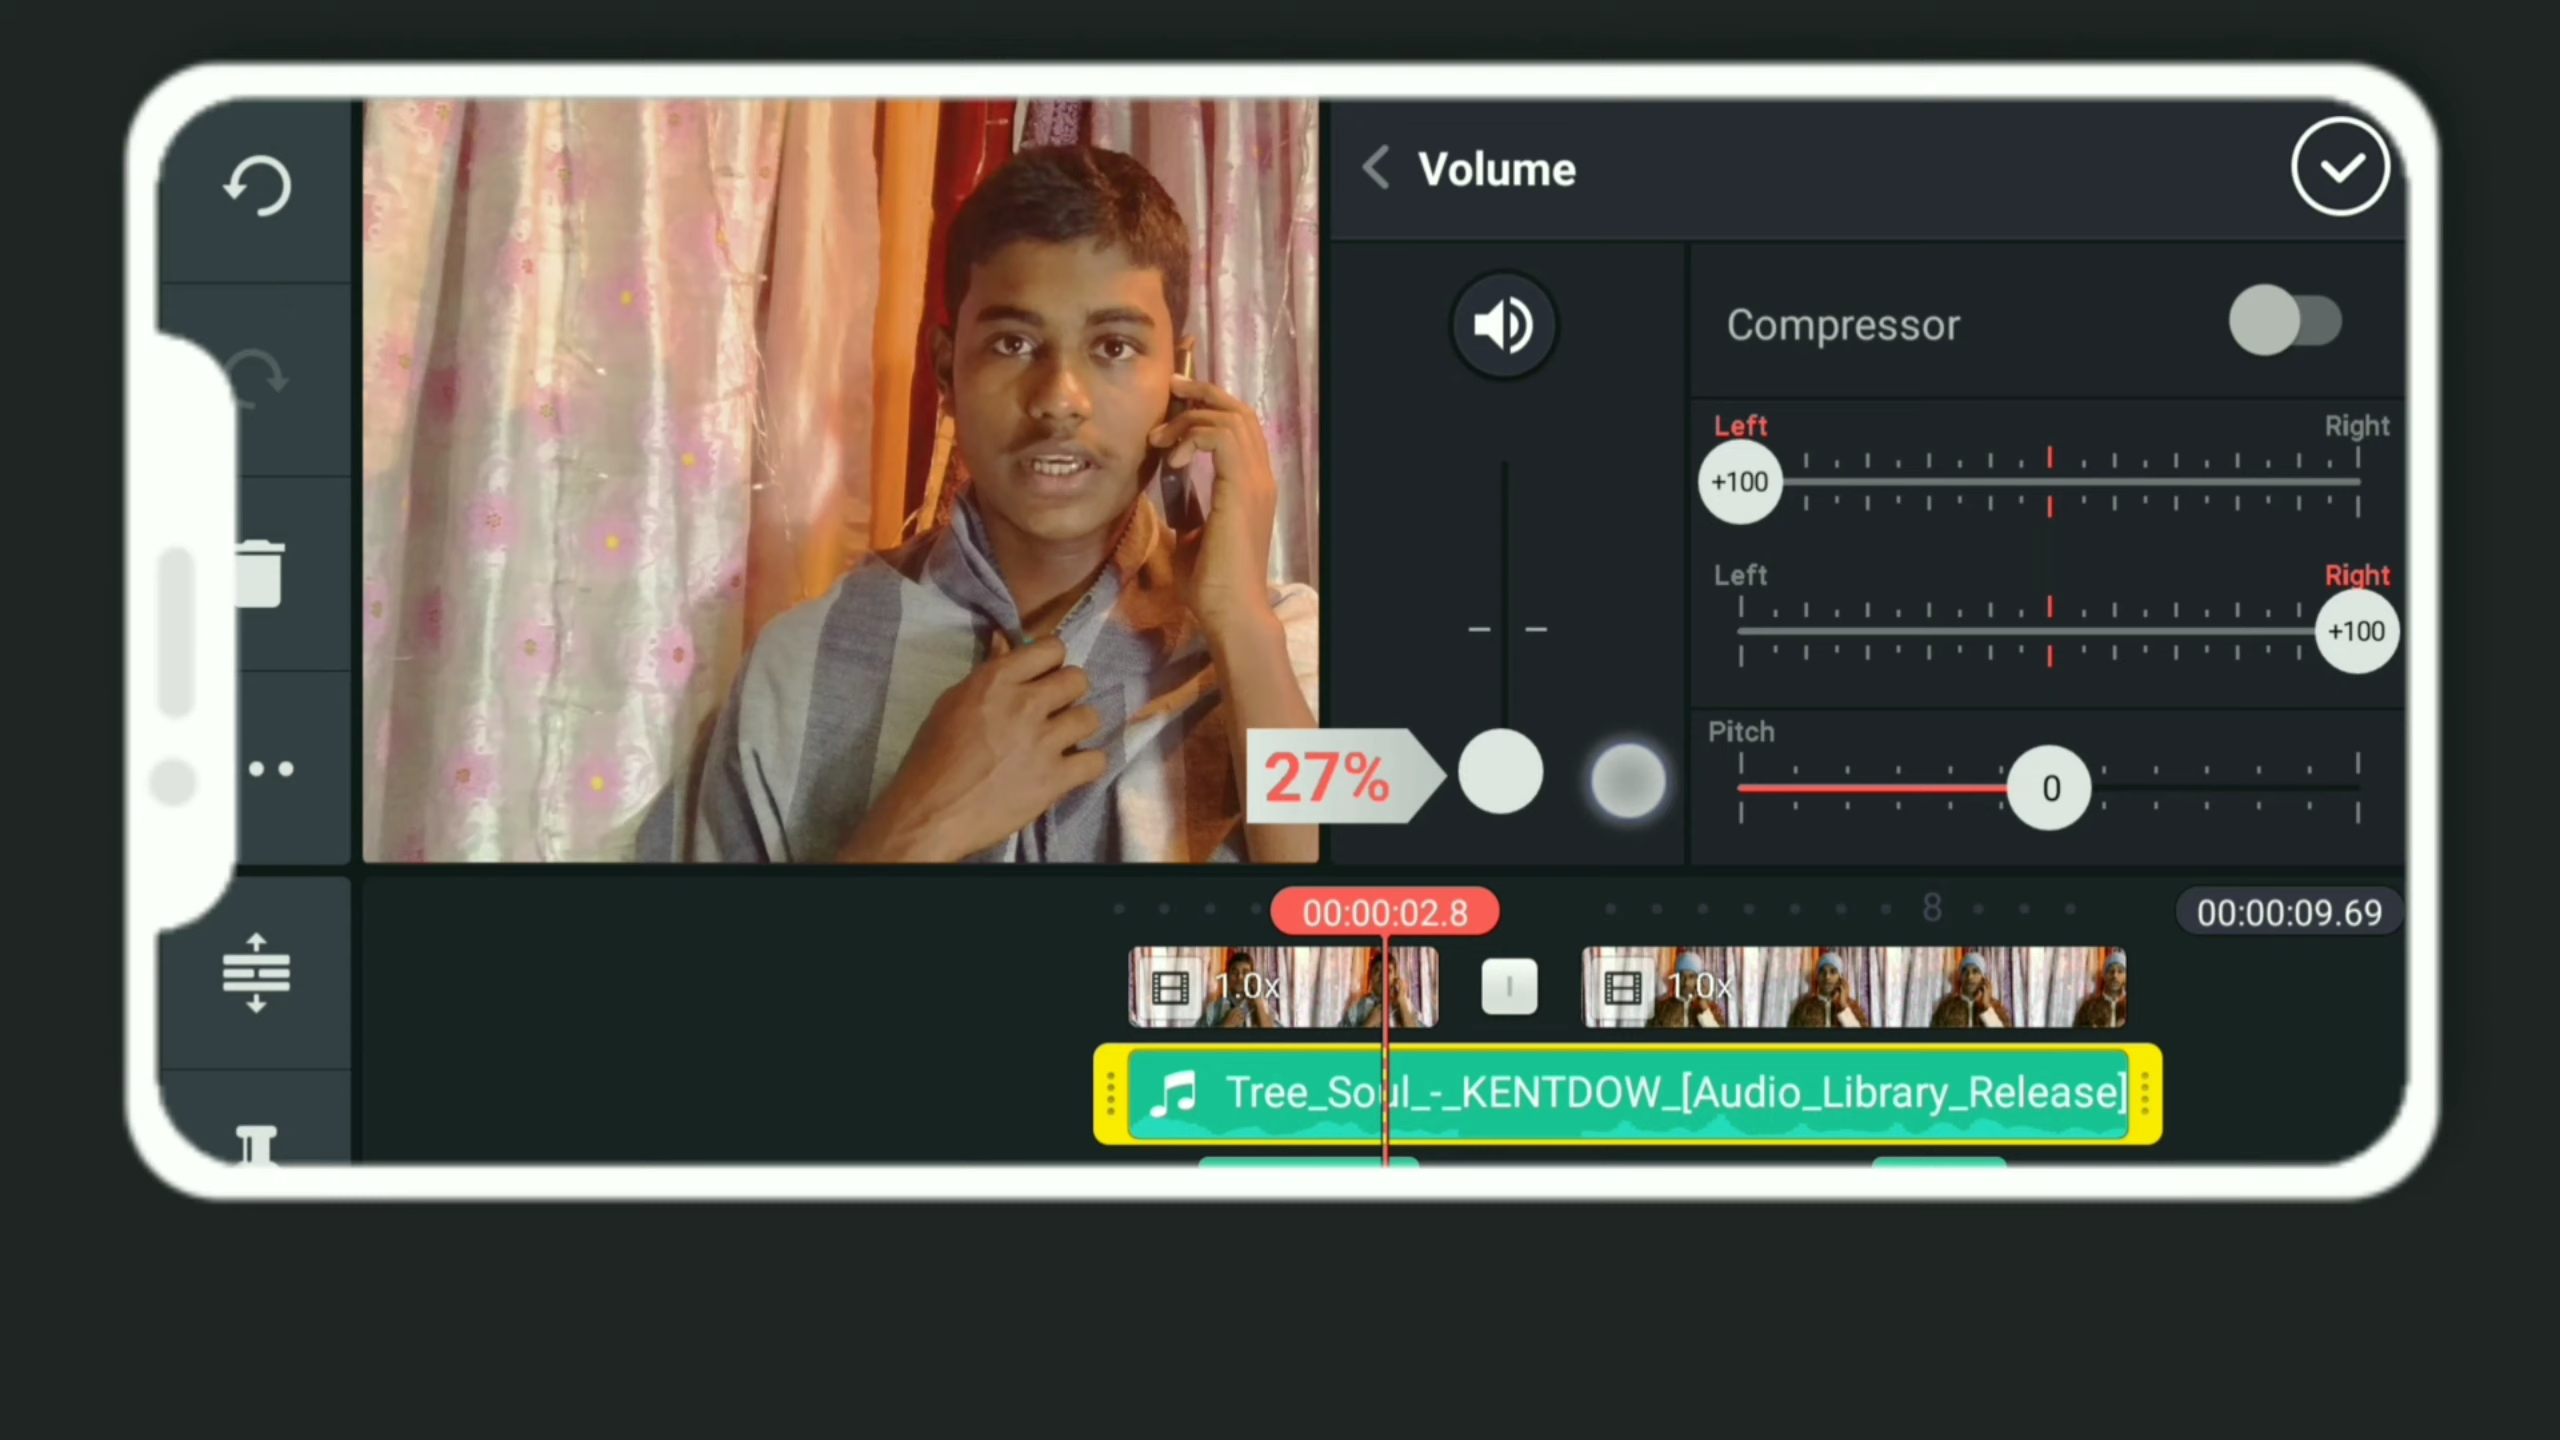 Volume
Compressor
Left Right
+100
Left Right
+100
27%
Pitch
0
00:00:02.8 8 00:00:09.69
1.0x 1.0x
Tree_Soul_-_KENTDOW_[Audio_Library_Release]